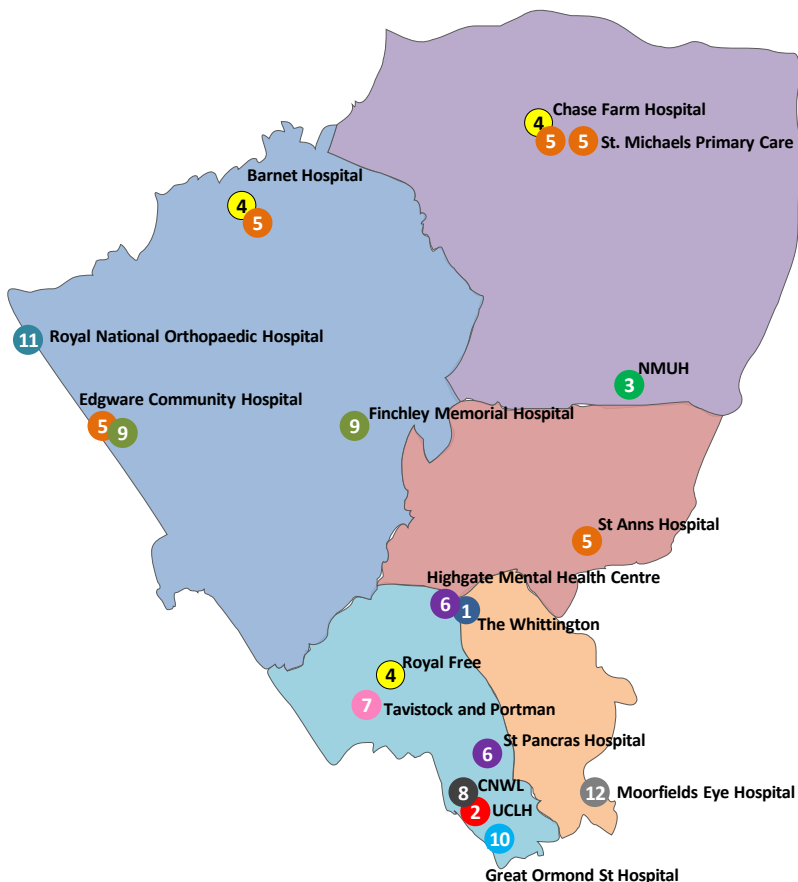 Chase Farm Hospital
4
5 5 St. Michaels Primary Care
Barnet Hospital
4
5
11 Royal National Orthopaedic Hospital
NMUH
3
Edgware Community Hospital
5 9
9 Finchley Memorial Hospital
St Anns Hospital
5
Highgate Mental Health Centre
6 1
The Whittington
Royal Free
4
7 Tavistock and Portman
St Pancras Hospital
6
8 CNWL
2 UCLH
12 Moorfields Eye Hospital
10
Great Ormond St Hospital